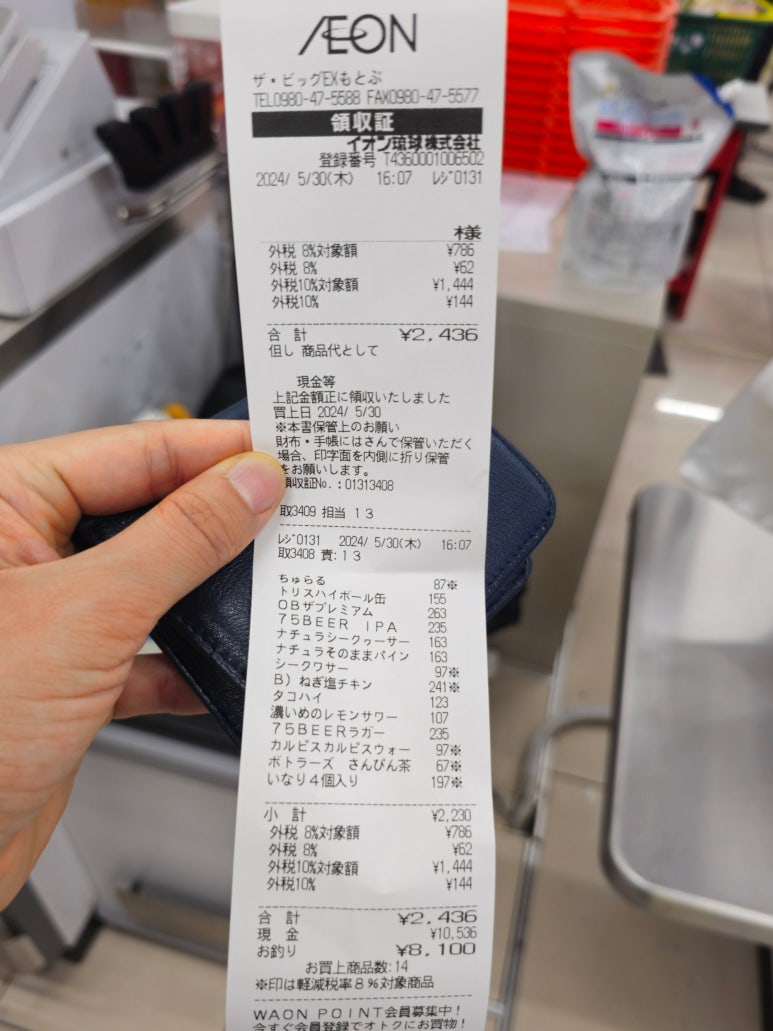 ÆON
ザ・ビッグEXもとぶ
TEL0980-47-5588 FAX0980-47-5577
領収証
イオン琉球株式会社
登録番号 T4360001006502
2024/ 5/30(木) 16:07 レジ0131
様
外税 8%対象額 ¥786
外税 8% ¥62
外税10%対象額 ¥1,444
外税10% ¥144
合 計 ¥2,436
但し 商品代として
現金等
上記金額正に領収いたしました
買上日 2024/ 5/30
※本書保管上のお願い
財布・手帳にはさんで保管いただく
場合、印字面を内側に折り保管
をお願いします。
領収証No.:01313408
取3409 担当 13
レジ0131 2024/ 5/30(木) 16:07
取3408 責:13
ちゅらる 87※
トリスハイボール缶 155
OBザプレミアム 263
75BEER IPA 235
ナチュラシークヮーサー 163
ナチュラそのままパイン 163
シークワサー 97※
B)ねぎ塩チキン 241※
タコハイ 123
濃いめのレモンサワー 107
75BEERラガー 235
カルピスカルピスウォー 97※
ボトラーズ さんぴん茶 67※
いなり4個入り 197※
小 計 ¥2,230
外税 8%対象額 ¥786
外税 8% ¥62
外税10%対象額 ¥1,444
外税10% ¥144
合 計 ¥2,436
現 金 ¥10,536
お釣り ¥8,100
お買上商品数:14
※印は軽減税率8%対象商品
WAON POINT会員募集中!
今すぐ会員登録でオトクにお買物!